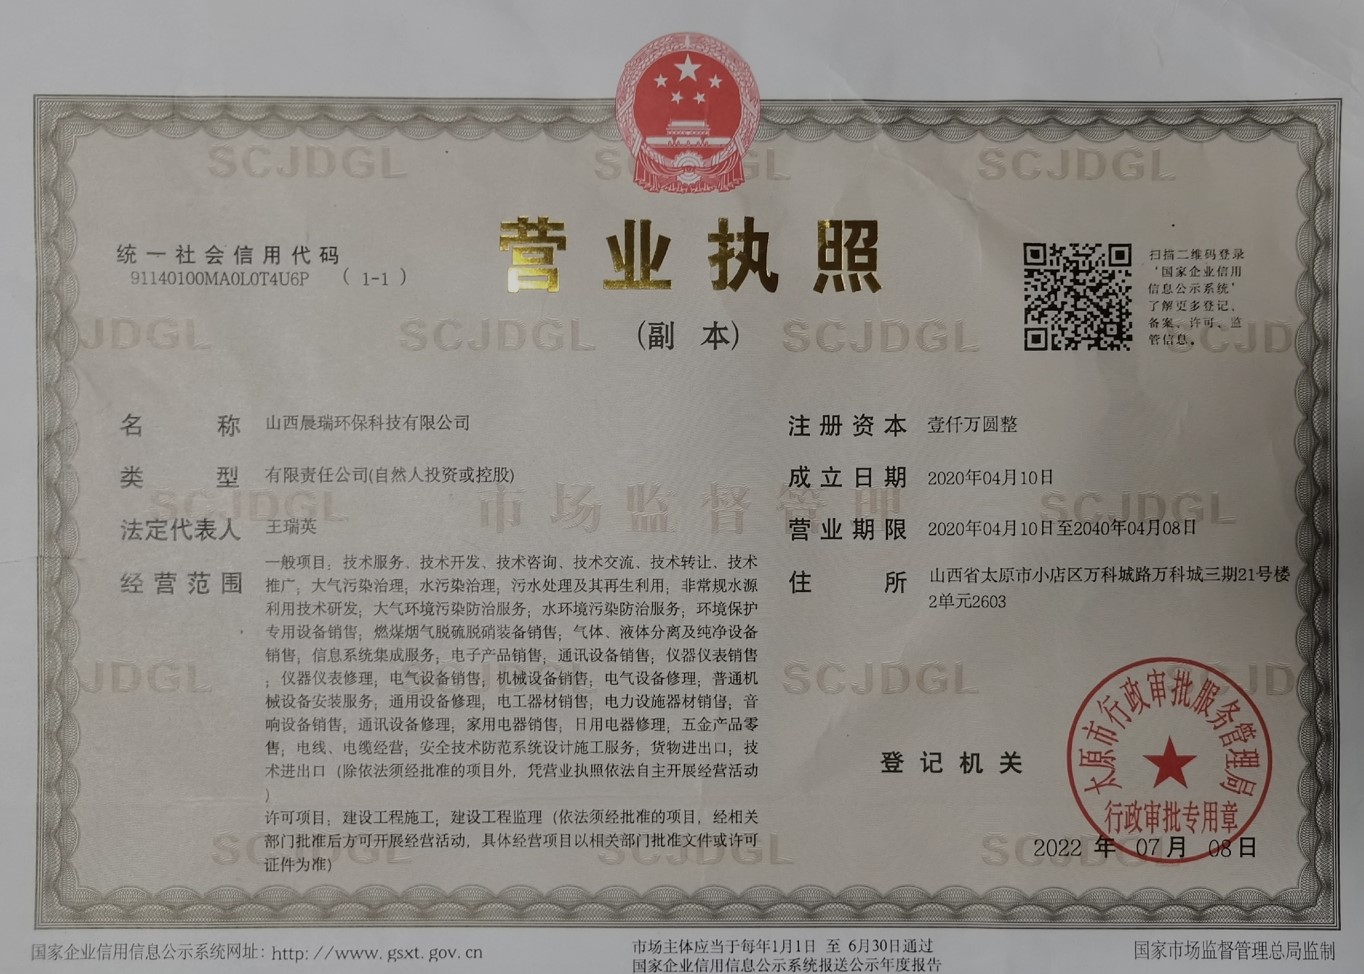 营业执照
(副 本)
统一社会信用代码
91140100MA0L0T4U6P (1-1)
扫描二维码登录
'国家企业信用
信息公示系统'
了解更多登记、
备案、许可、监
管信息。
名称 山西晨瑞环保科技有限公司
类型 有限责任公司(自然人投资或控股)
法定代表人 王瑞英
经营范围 一般项目：技术服务、技术开发、技术咨询、技术交流、技术转让、技术
推广；大气污染治理；水污染治理；污水处理及其再生利用；非常规水源
利用技术研发；大气环境污染防治服务；水环境污染防治服务；环境保护
专用设备销售；燃煤烟气脱硫脱硝装备销售；气体、液体分离及纯净设备
销售；信息系统集成服务；电子产品销售；通讯设备销售；仪器仪表销售
；仪器仪表修理；电气设备销售；机械设备销售；电气设备修理；普通机
械设备安装服务；通用设备修理；电工器材销售；电力设施器材销售；音
响设备销售；通讯设备修理；家用电器销售；日用电器修理；五金产品零
售；电线、电缆经营；安全技术防范系统设计施工服务；货物进出口；技
术进出口（除依法须经批准的项目外，凭营业执照依法自主开展经营活动
）
许可项目：建设工程施工；建设工程监理（依法须经批准的项目，经相关
部门批准后方可开展经营活动，具体经营项目以相关部门批准文件或许可
证件为准）
注册资本 壹仟万圆整
成立日期 2020年04月10日
营业期限 2020年04月10日至2040年04月08日
住所 山西省太原市小店区万科城路万科城三期21号楼
2单元2603
登记机关
太原市行政审批服务管理局
行政审批专用章
2022 年 07月 08日
SCJDGL
市场监督管理
国家企业信用信息公示系统网址：http://www.gsxt.gov.cn
市场主体应当于每年1月1日 至 6月30日通过
国家企业信用信息公示系统报送公示年度报告
国家市场监督管理总局监制